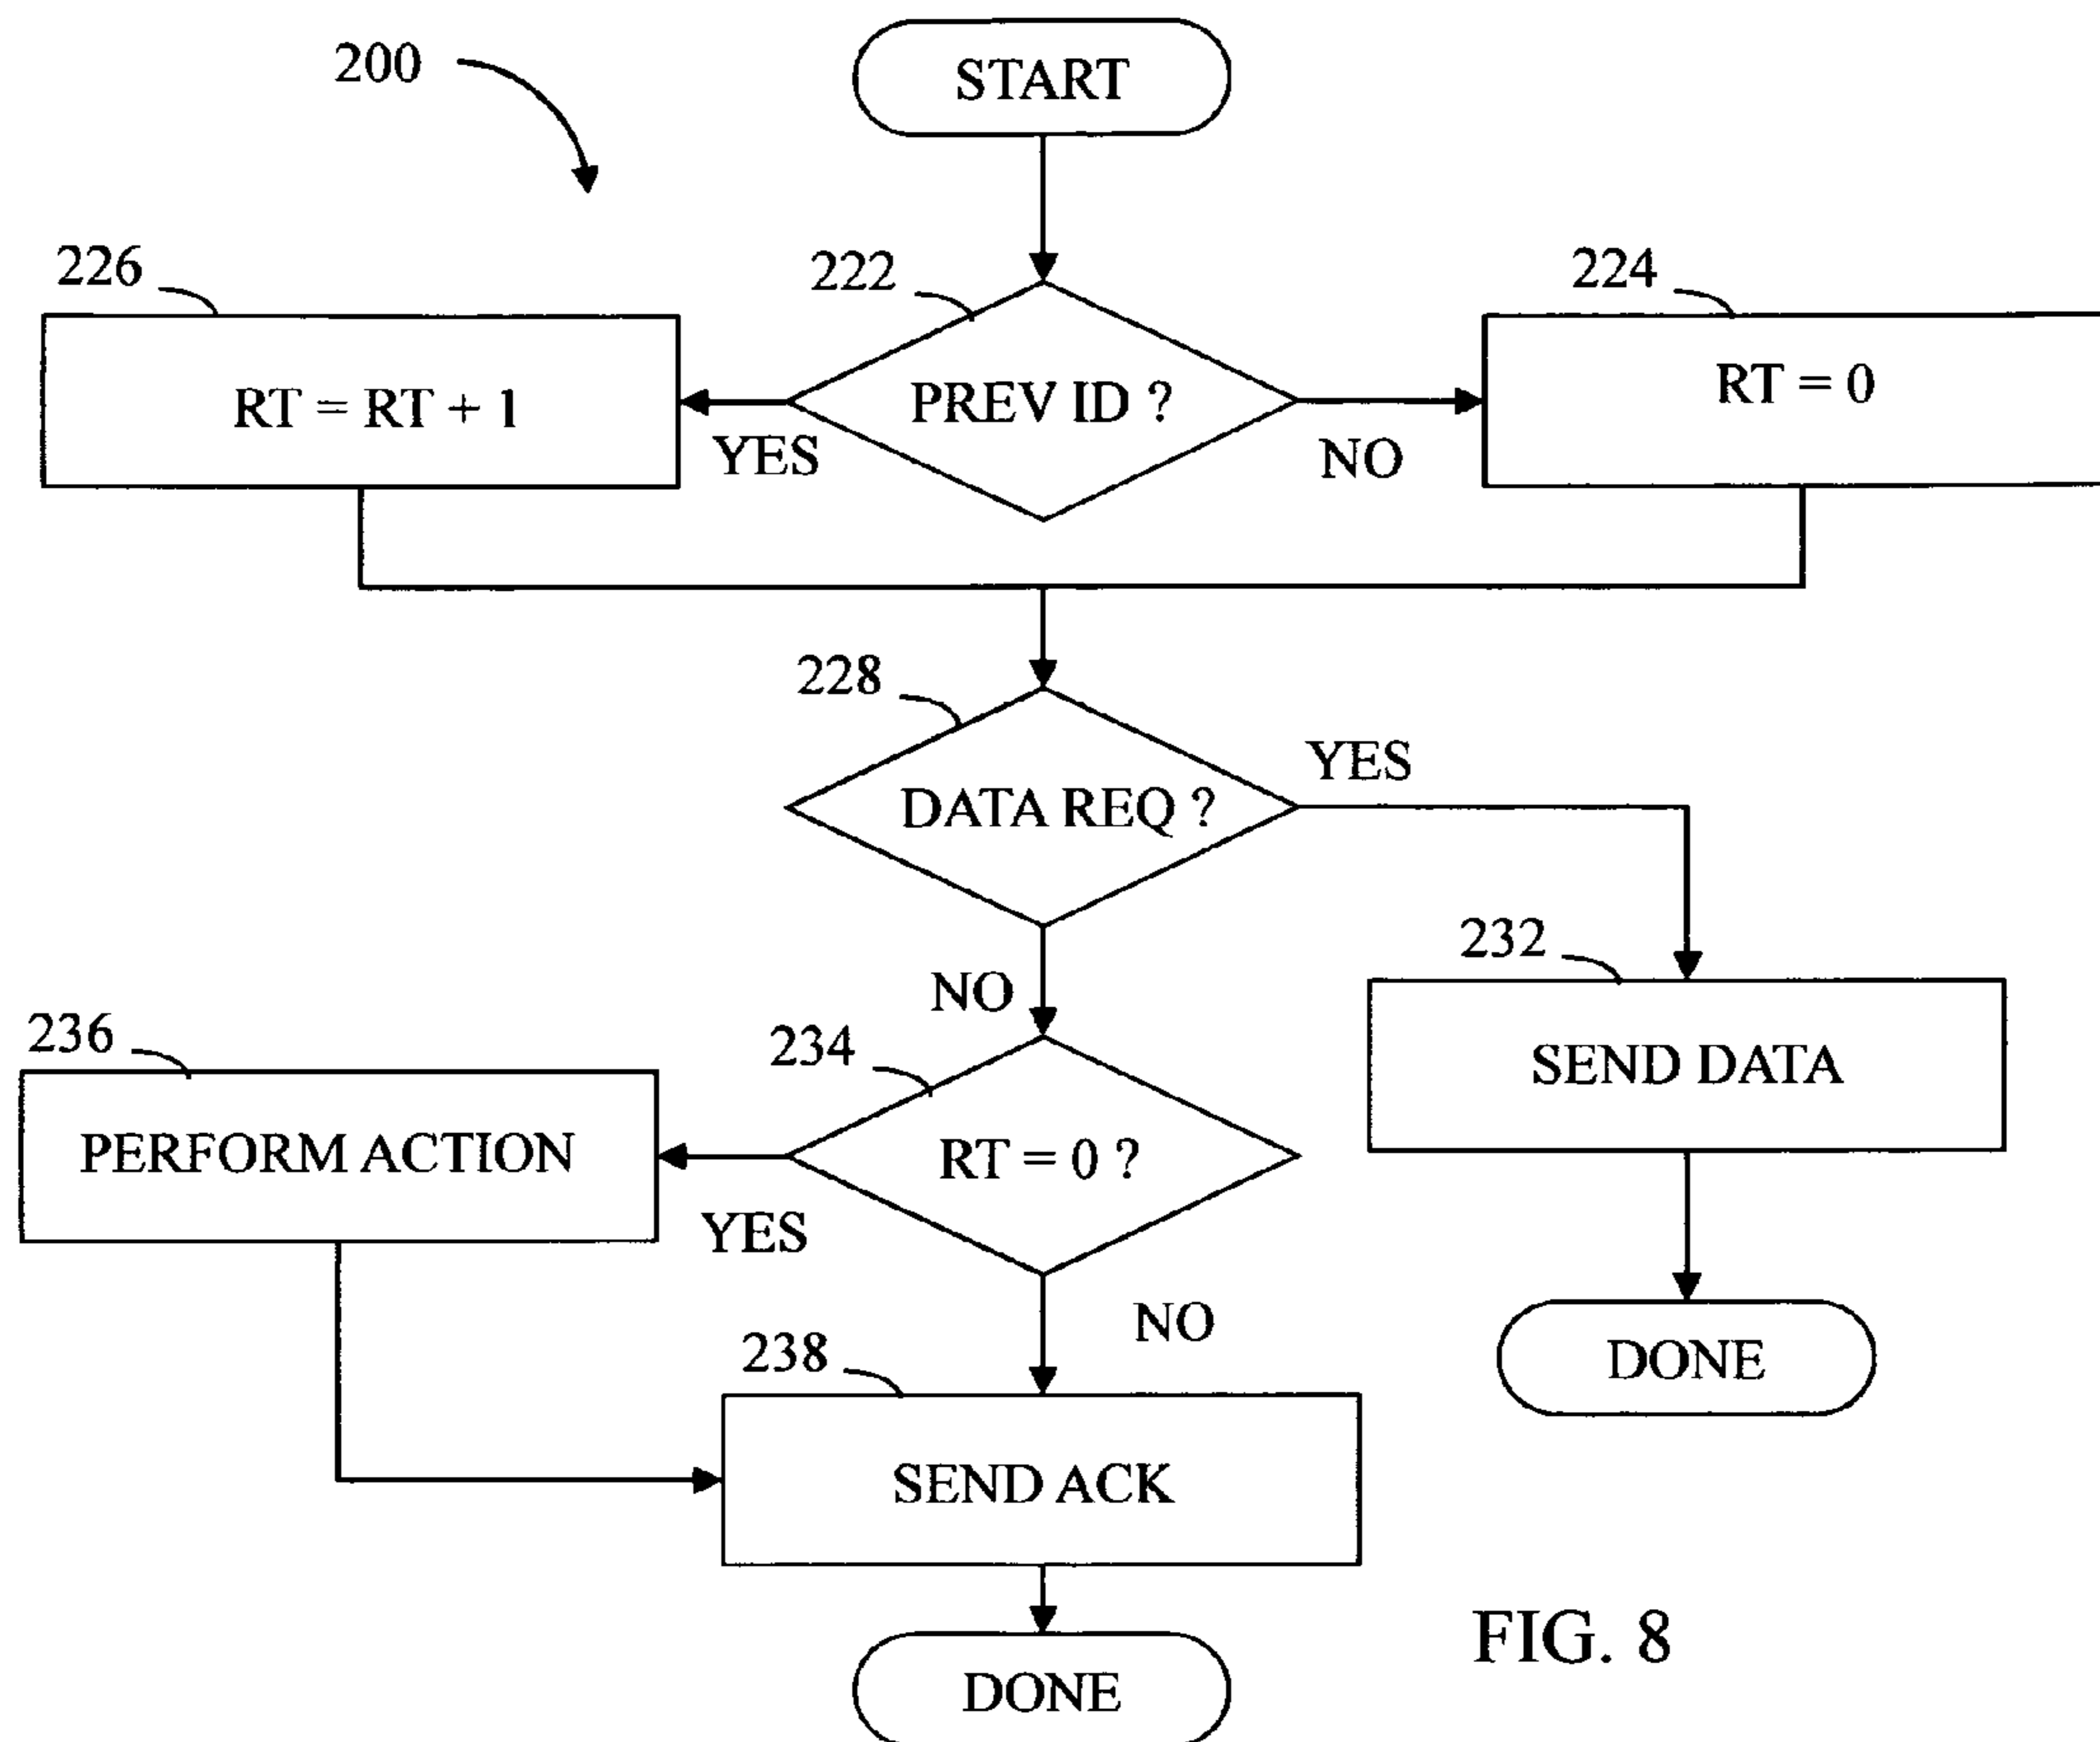 200
START
226
222
224
RT = RT + 1
PREV ID ?
RT = 0
YES
NO
228
DATA REQ ?
YES
232
NO
236
234
SEND DATA
PERFORM ACTION
RT = 0 ?
YES
NO
238
DONE
SEND ACK
FIG. 8
DONE